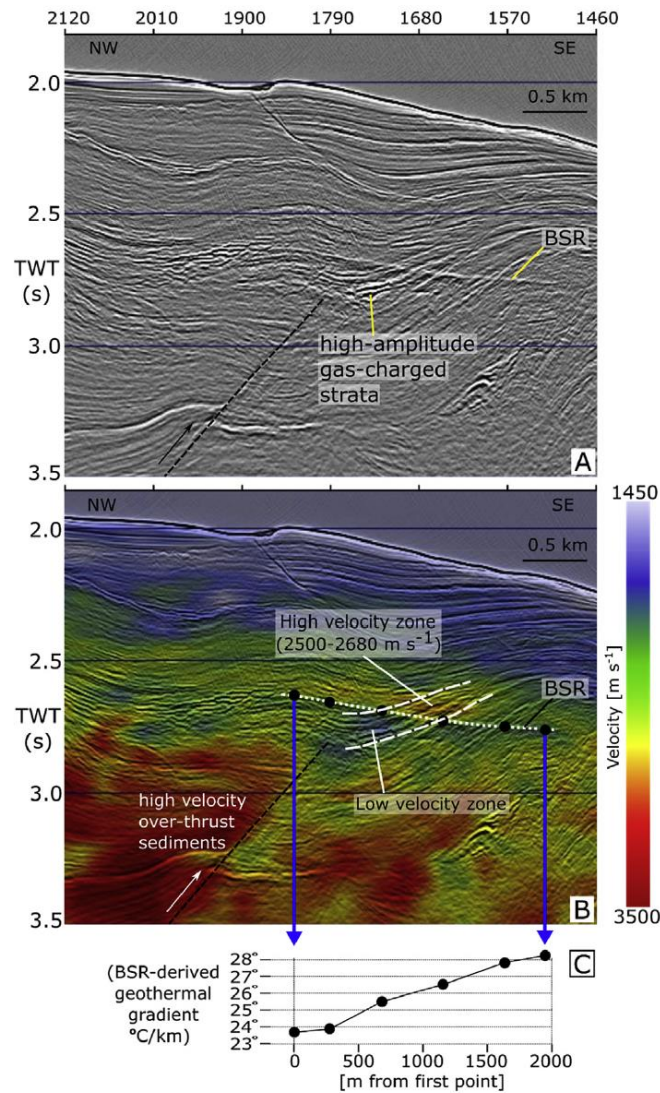 2120 2010 1900 1790 1680 1570 1460
NW SE
2.0
0.5 km
2.5
BSR
TWT
(s)
3.0
high-amplitude
gas-charged
strata
A
3.5
NW SE
1450
2.0
0.5 km
High velocity zone
(2500-2680 m s⁻¹)
2.5
BSR
TWT
(s)
Velocity [m s⁻¹]
3.0
Low velocity zone
high velocity
over-thrust
sediments
B
3.5
3500
C
(BSR-derived
geothermal
gradient
°C/km)
28°
27°
26°
25°
24°
23°
0 500 1000 1500 2000
[m from first point]